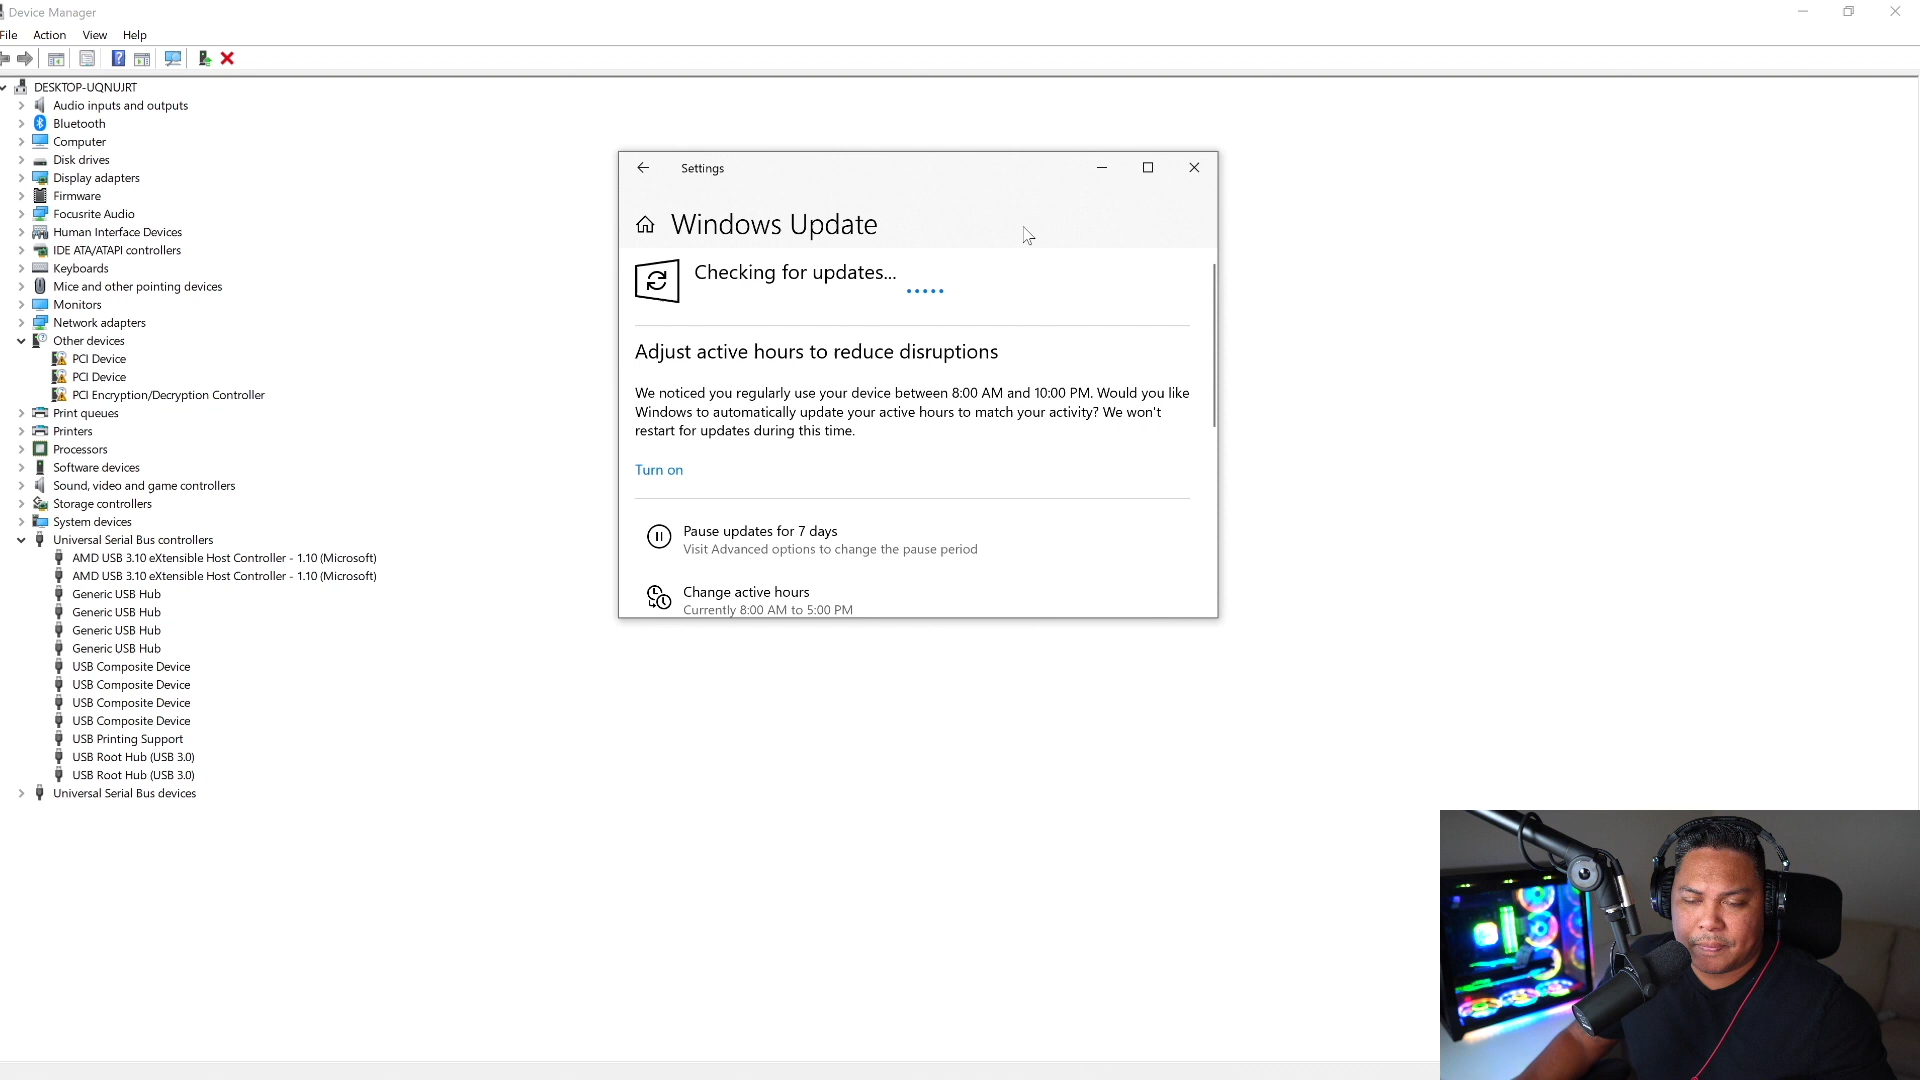 Device Manager
File
Action
View
Help
DESKTOP-UQNUJRT
Audio inputs and outputs
Bluetooth
Computer
Disk drives
Display adapters
Firmware
Focusrite Audio
Human Interface Devices
IDE ATA/ATAPI controllers
Keyboards
Mice and other pointing devices
Monitors
Network adapters
Other devices
PCI Device
PCI Device
PCI Encryption/Decryption Controller
Print queues
Printers
Processors
Software devices
Sound, video and game controllers
Storage controllers
System devices
Universal Serial Bus controllers
AMD USB 3.10 eXtensible Host Controller - 1.10 (Microsoft)
AMD USB 3.10 eXtensible Host Controller - 1.10 (Microsoft)
Generic USB Hub
Generic USB Hub
Generic USB Hub
Generic USB Hub
USB Composite Device
USB Composite Device
USB Composite Device
USB Composite Device
USB Printing Support
USB Root Hub (USB 3.0)
USB Root Hub (USB 3.0)
Universal Serial Bus devices
Settings
Windows Update
Checking for updates...
Adjust active hours to reduce disruptions
We noticed you regularly use your device between 8:00 AM and 10:00 PM. Would you like
Windows to automatically update your active hours to match your activity? We won't
restart for updates during this time.
Turn on
Pause updates for 7 days
Visit Advanced options to change the pause period
Change active hours
Currently 8:00 AM to 5:00 PM